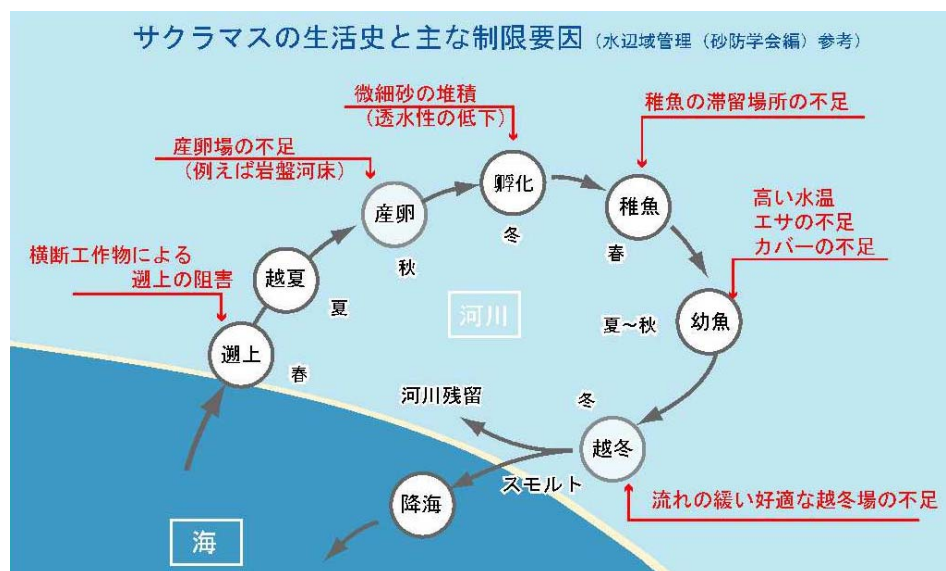 サクラマスの生活史と主な制限要因（水辺域管理（砂防学会編）参考）
微細砂の堆積
（透水性の低下）
稚魚の滞留場所の不足
産卵場の不足
（例えば岩盤河床）
孵化
稚魚
高い水温
エサの不足
カバーの不足
産卵
冬
春
横断工作物による
遡上の阻害
越夏
秋
夏
河川
夏～秋
幼魚
遡上
春
河川残留
冬
越冬
スモルト
流れの緩い好適な越冬場の不足
降海
海